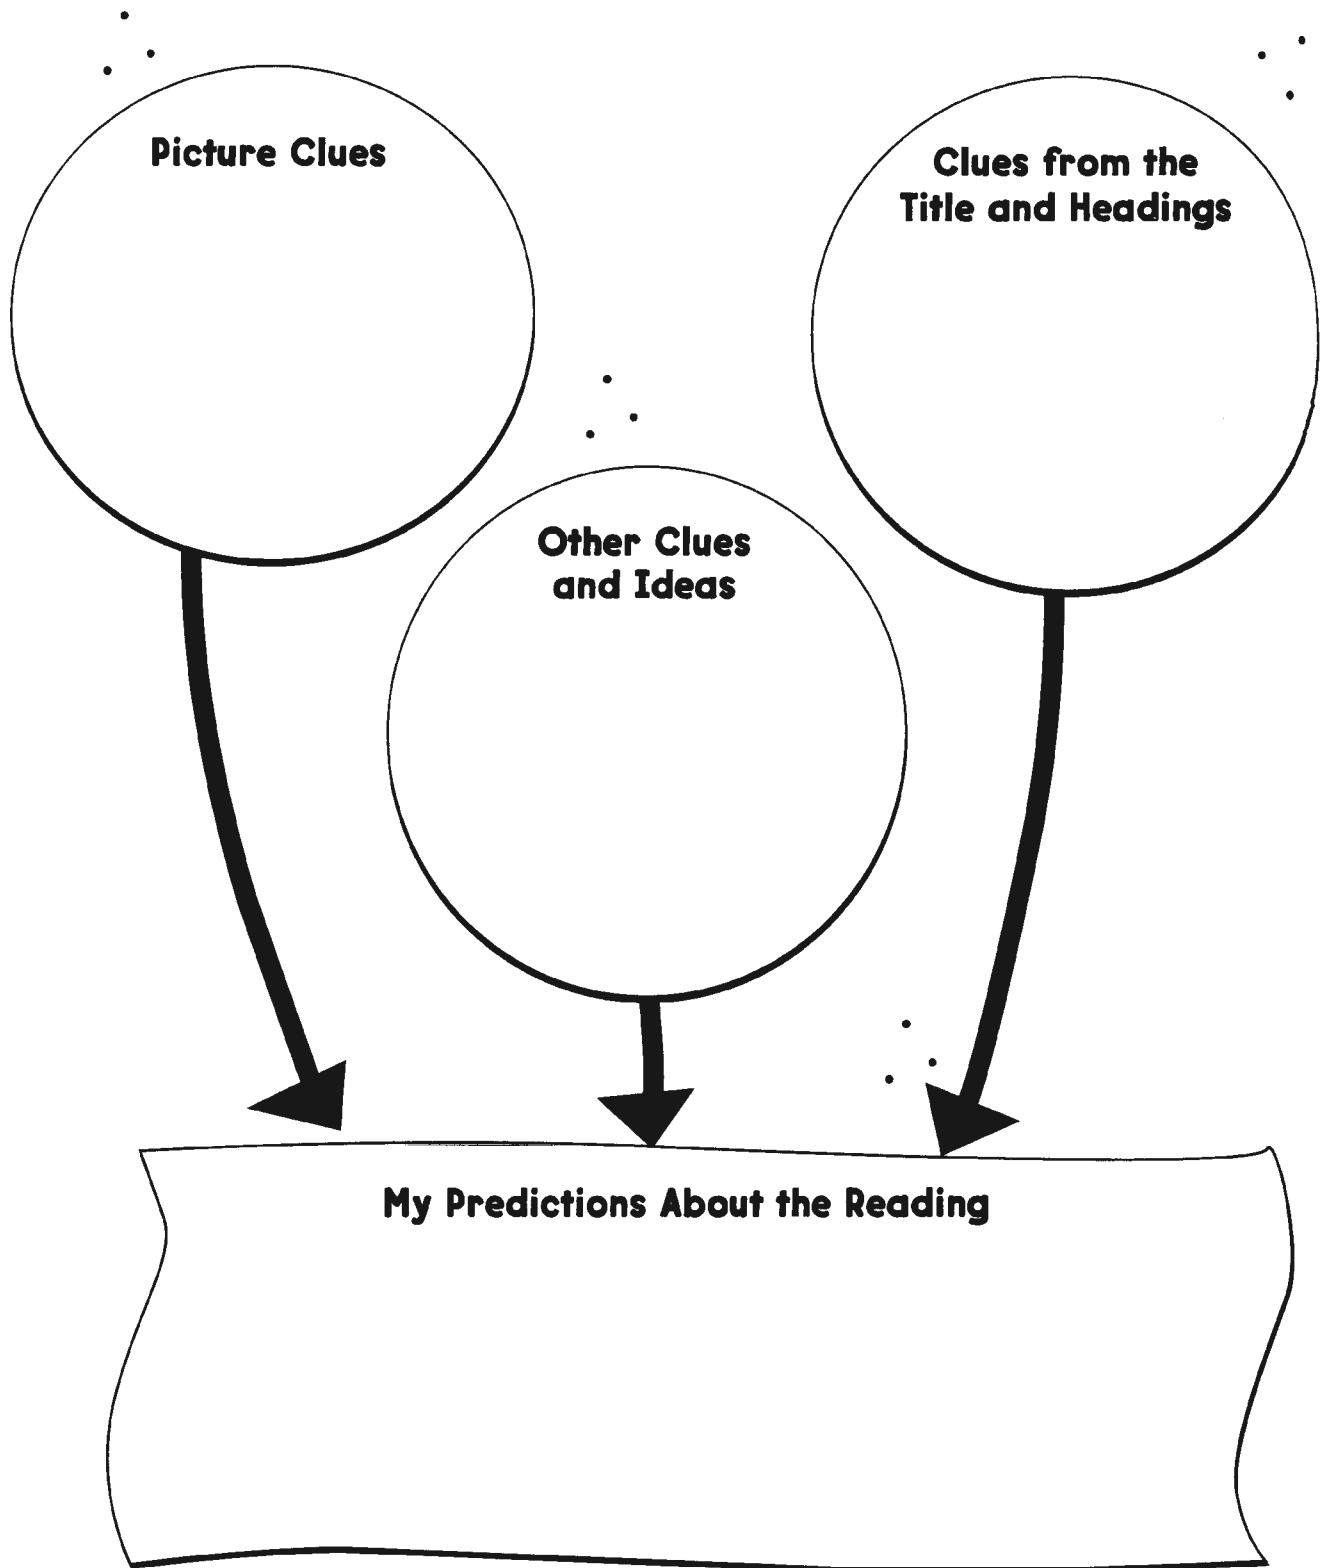 Picture Clues
Clues from the
Title and Headings
Other Clues
and Ideas
My Predictions About the Reading